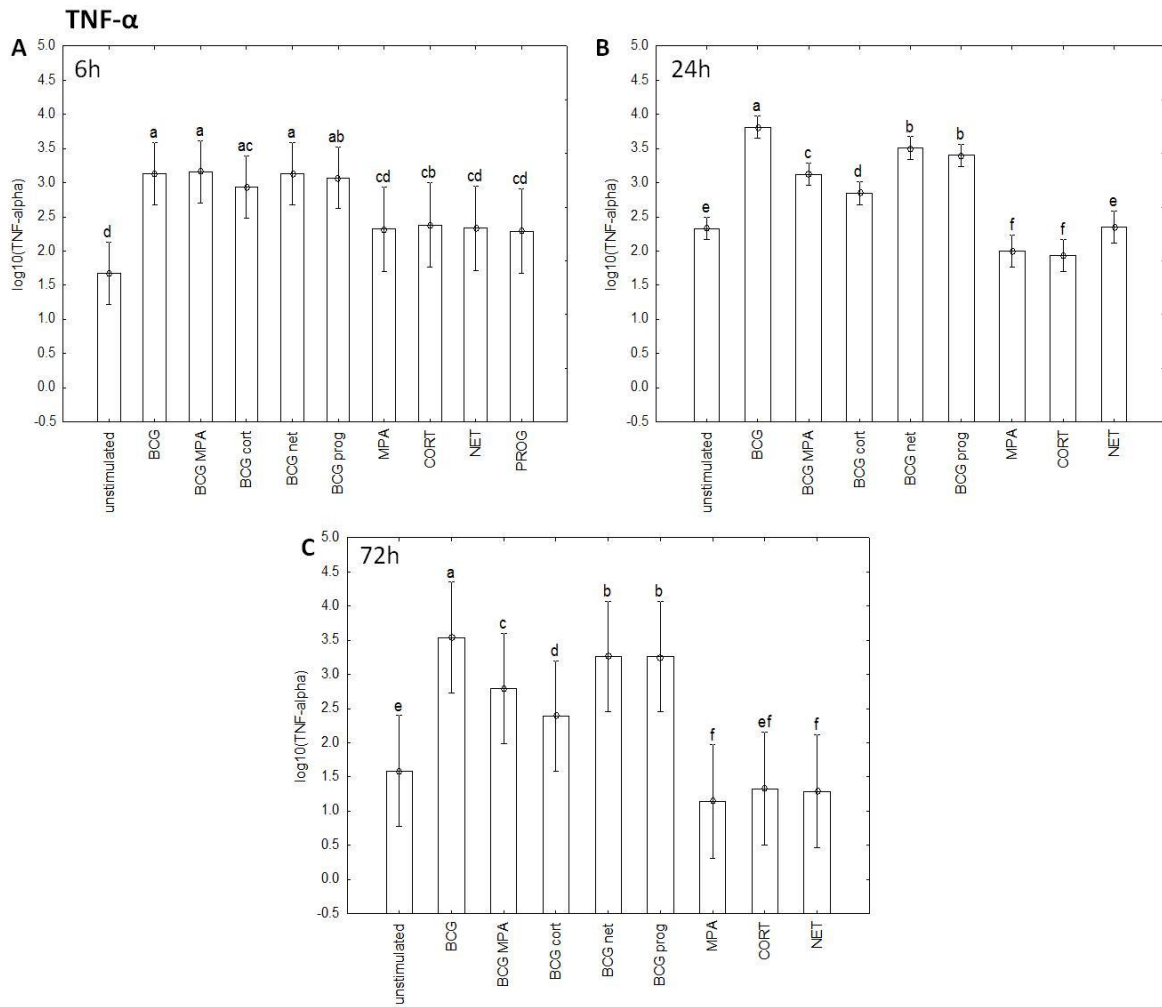 TNF-α
A
6h
5.0
4.5
4.0
3.5
3.0
2.5
2.0
1.5
1.0
0.5
0.0
-0.5
log10(TNF-alpha)
d
a
a
ac
a
ab
cd
cb
cd
cd
unstimulated
BCG
BCG MPA
BCG cort
BCG net
BCG prog
MPA
CORT
NET
PROG
B
24h
5.0
4.5
4.0
3.5
3.0
2.5
2.0
1.5
1.0
0.5
0.0
-0.5
log10(TNF-alpha)
e
a
c
d
b
b
f
f
e
unstimulated
BCG
BCG MPA
BCG cort
BCG net
BCG prog
MPA
CORT
NET
C
72h
5.0
4.5
4.0
3.5
3.0
2.5
2.0
1.5
1.0
0.5
0.0
-0.5
log10(TNF-alpha)
e
a
c
d
b
b
f
ef
f
unstimulated
BCG
BCG MPA
BCG cort
BCG net
BCG prog
MPA
CORT
NET